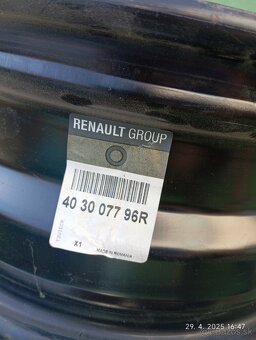 RENAULT GROUP
40 30 077 96R
X1
MADE IN ROMANIA
29. 4. 2025 16:47